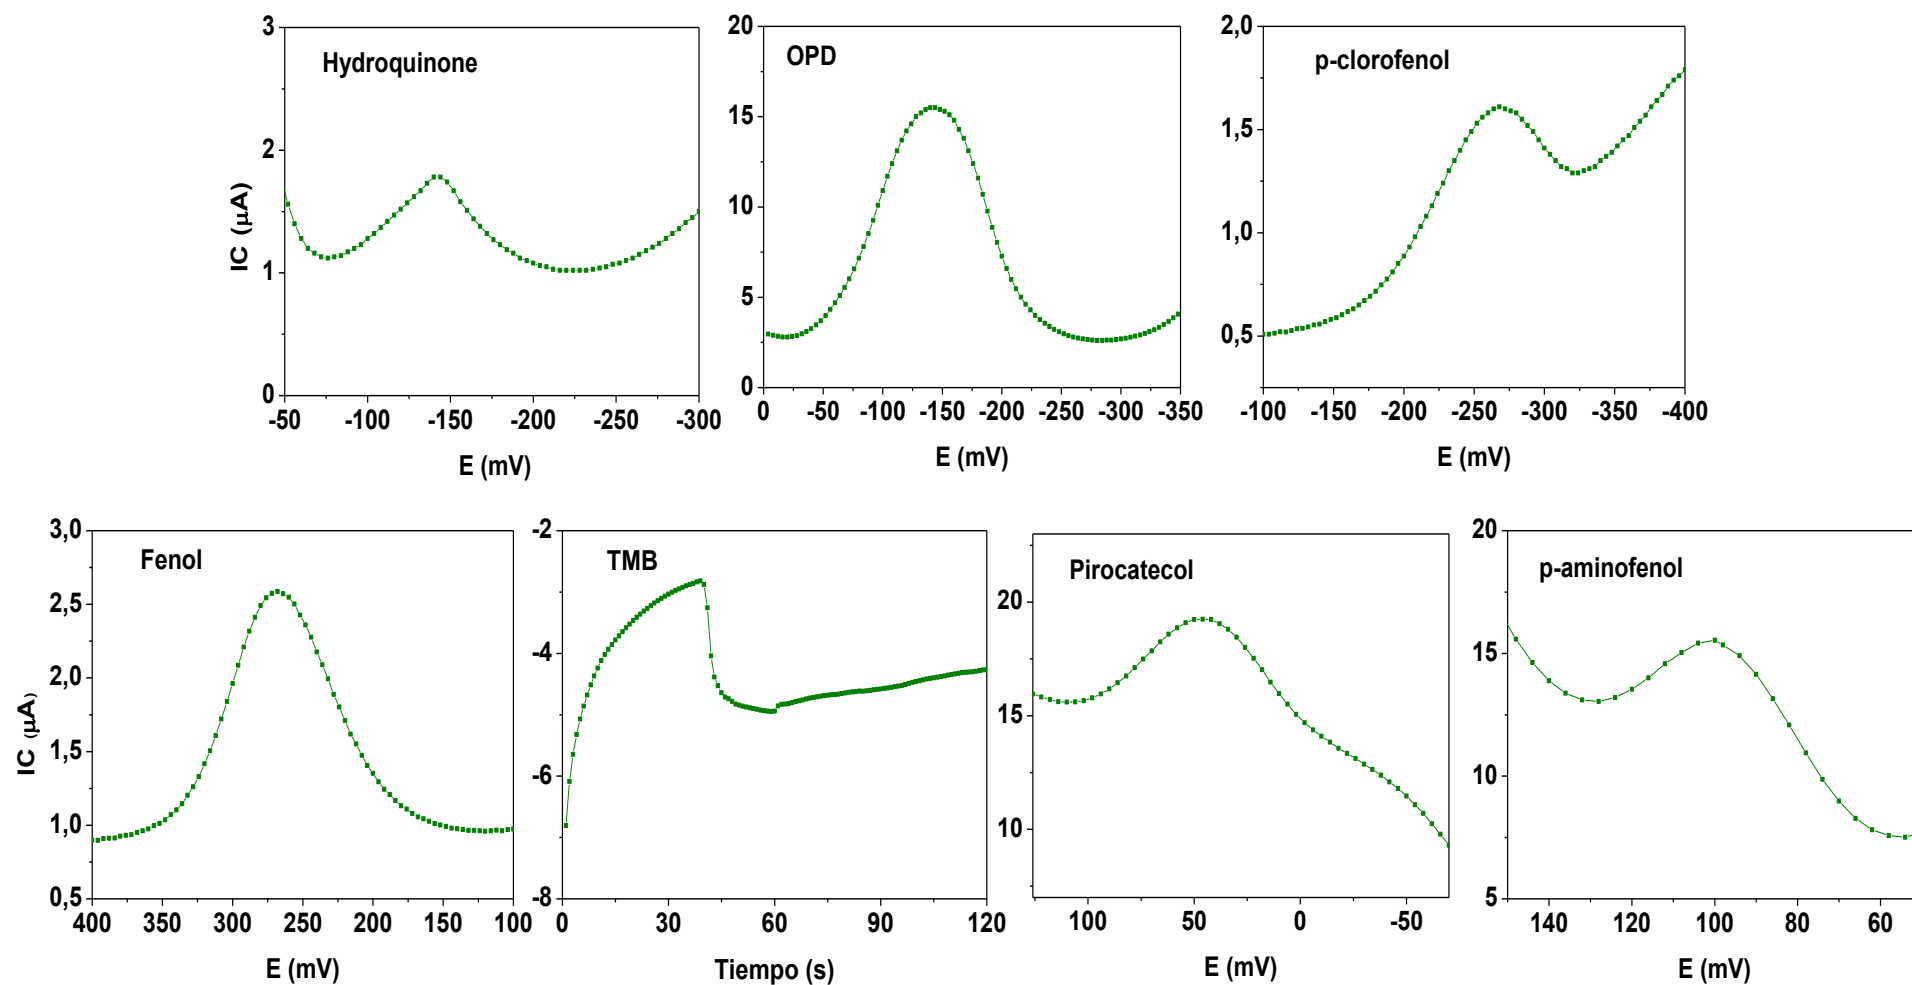 Hydroquinone
3
2
1
0
IC (µA)
-50 -100 -150 -200 -250 -300
E (mV)
OPD
20
15
10
5
0
0 -50 -100 -150 -200 -250 -300 -350
E (mV)
p-clorofenol
2,0
1,5
1,0
0,5
-100 -150 -200 -250 -300 -350 -400
E (mV)
Fenol
3,0
2,5
2,0
1,5
1,0
0,5
IC (µA)
400 350 300 250 200 150 100
E (mV)
TMB
-2
-4
-6
-8
0 30 60 90 120
Tiempo (s)
Pirocatecol
20
15
10
100 50 0 -50
E (mV)
p-aminofenol
20
15
10
5
140 120 100 80 60
E (mV)